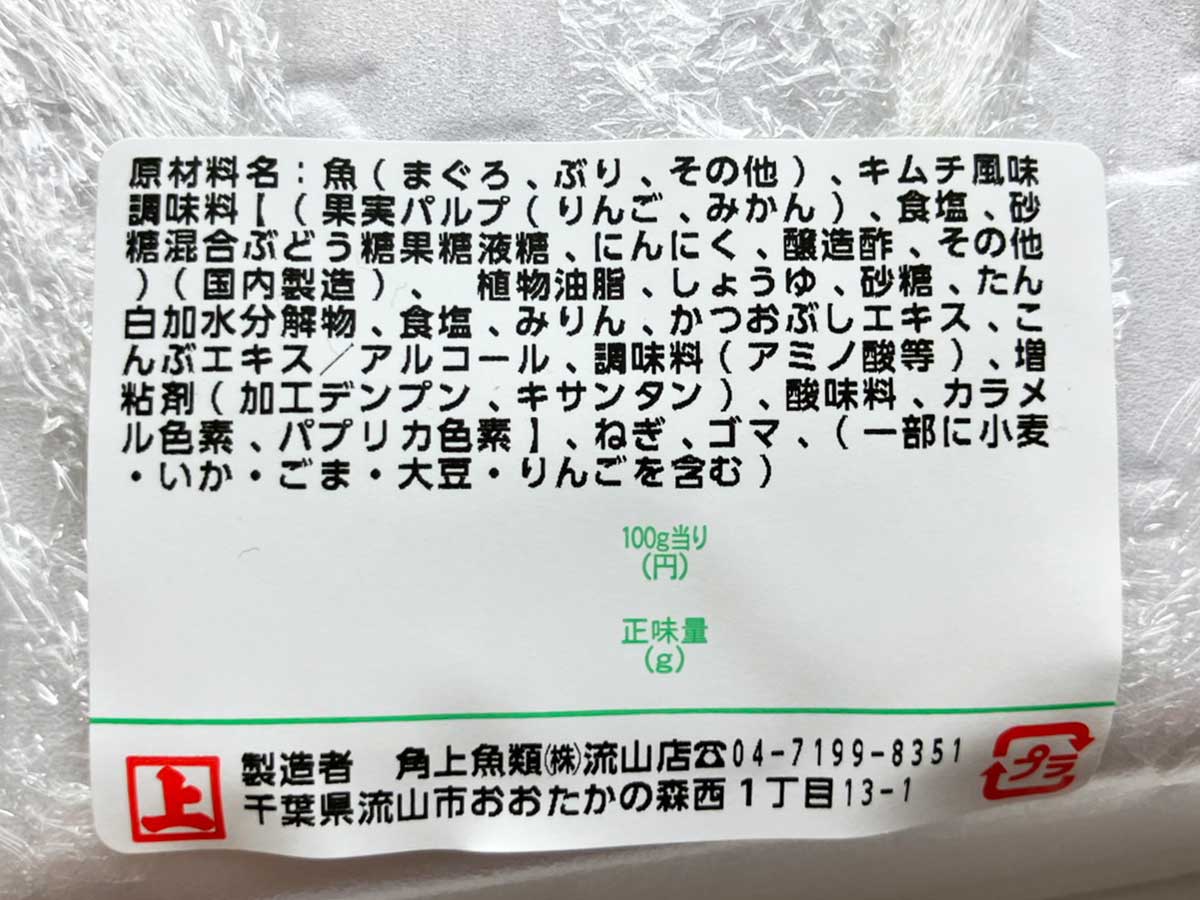 原材料名：魚（まぐろ、ぶり、その他）、キムチ風味
調味料【（果実パルプ（りんご、みかん）、食塩、砂
糖混合ぶどう糖果糖液糖、にんにく、醸造酢、その他
）（国内製造）、　植物油脂、しょうゆ、砂糖、たん
白加水分解物、食塩、みりん、かつおぶしエキス、こ
んぶエキス／アルコール、調味料（アミノ酸等）、増
粘剤（加工デンプン、キサンタン）、酸味料、カラメ
ル色素、パプリカ色素】、ねぎ、ゴマ、（一部に小麦
・いか・ごま・大豆・りんごを含む）
100g当り
（円）
正味量
（g）
上
製造者　角上魚類㈱流山店☎04-7199-8351
千葉県流山市おおたかの森西１丁目13-1
プラ